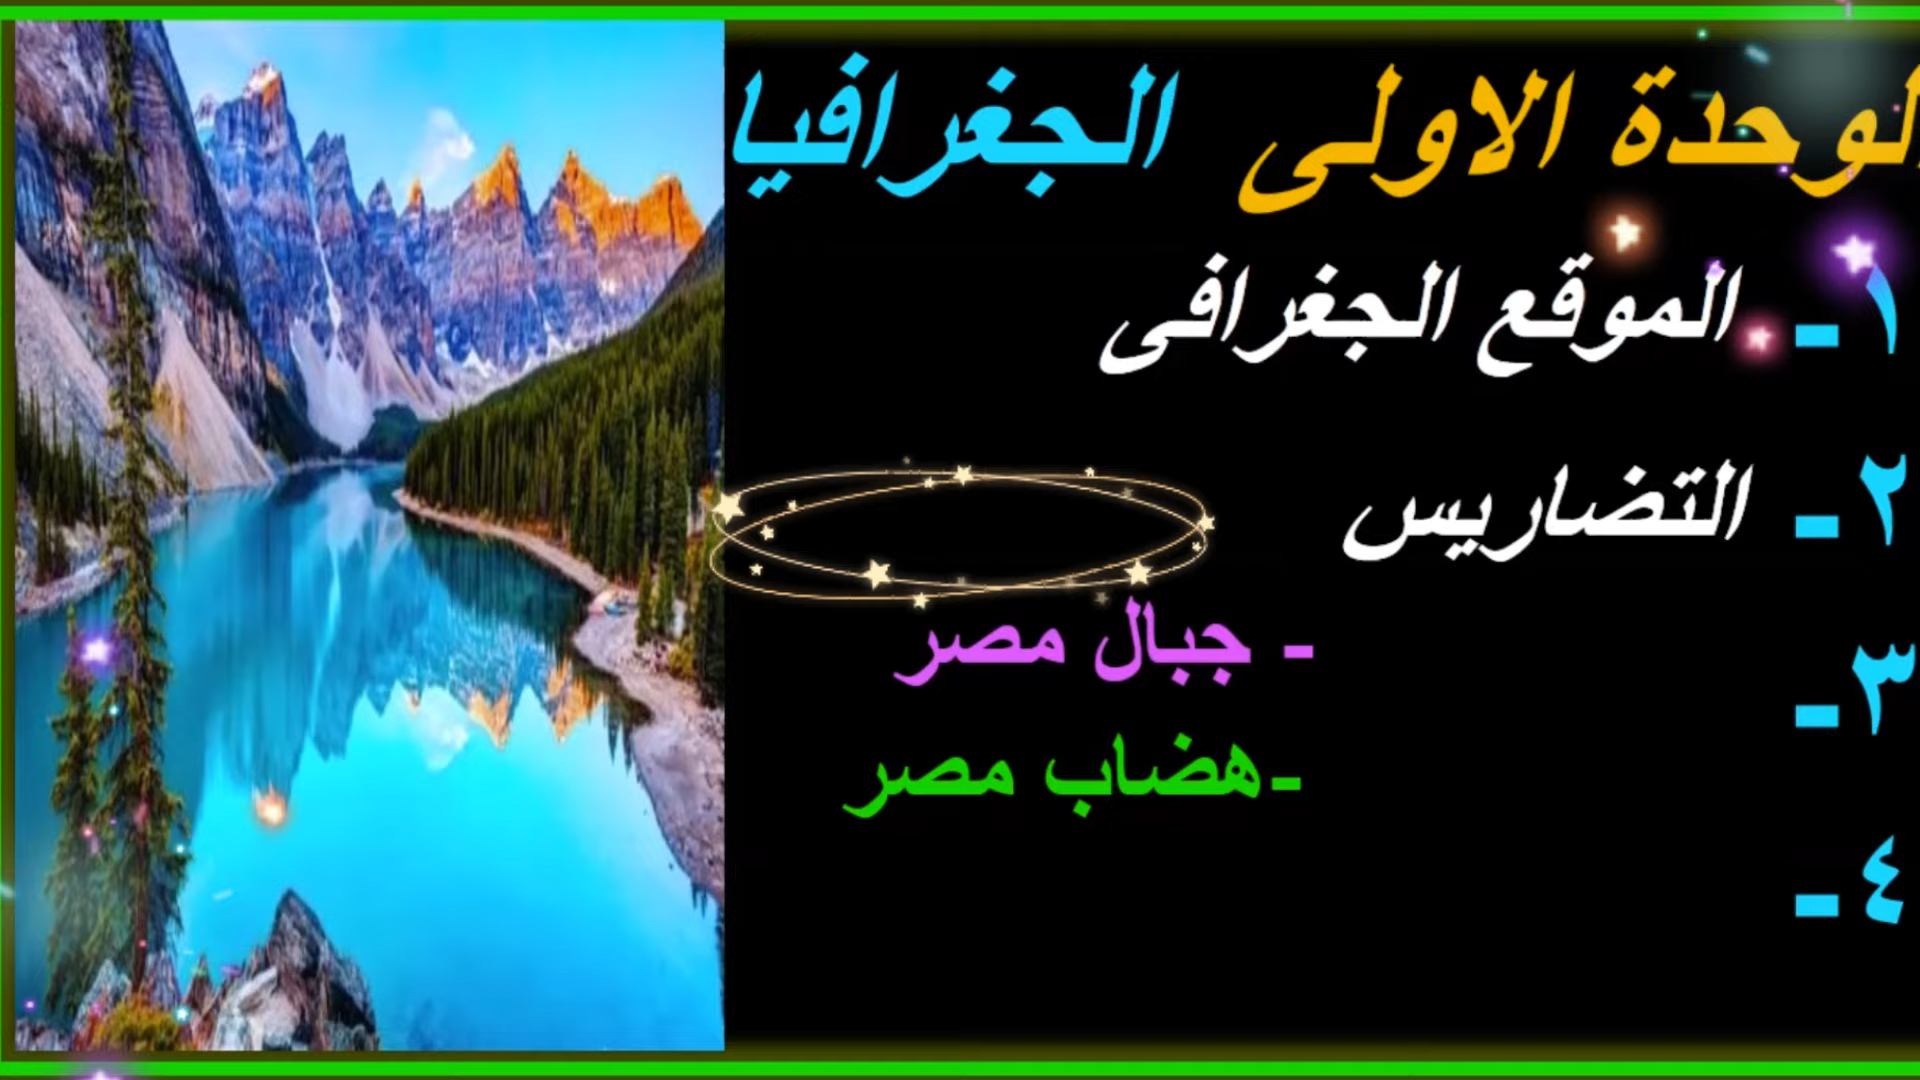 الوحدة الاولى الجغرافيا
١- الموقع الجغرافى
٢- التضاريس
- جبال مصر
-هضاب مصر
٣-
٤-